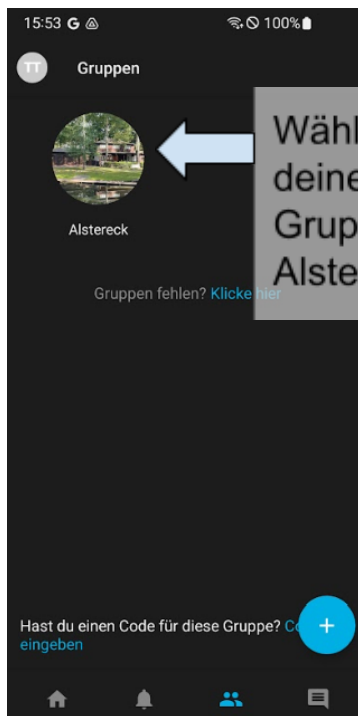 15:53 G 100%
TT Gruppen
Alstereck
Gruppen fehlen? Klicke hier
Wähl
deine
Grup
Alste
Hast du einen Code für diese Gruppe? Co
eingeben